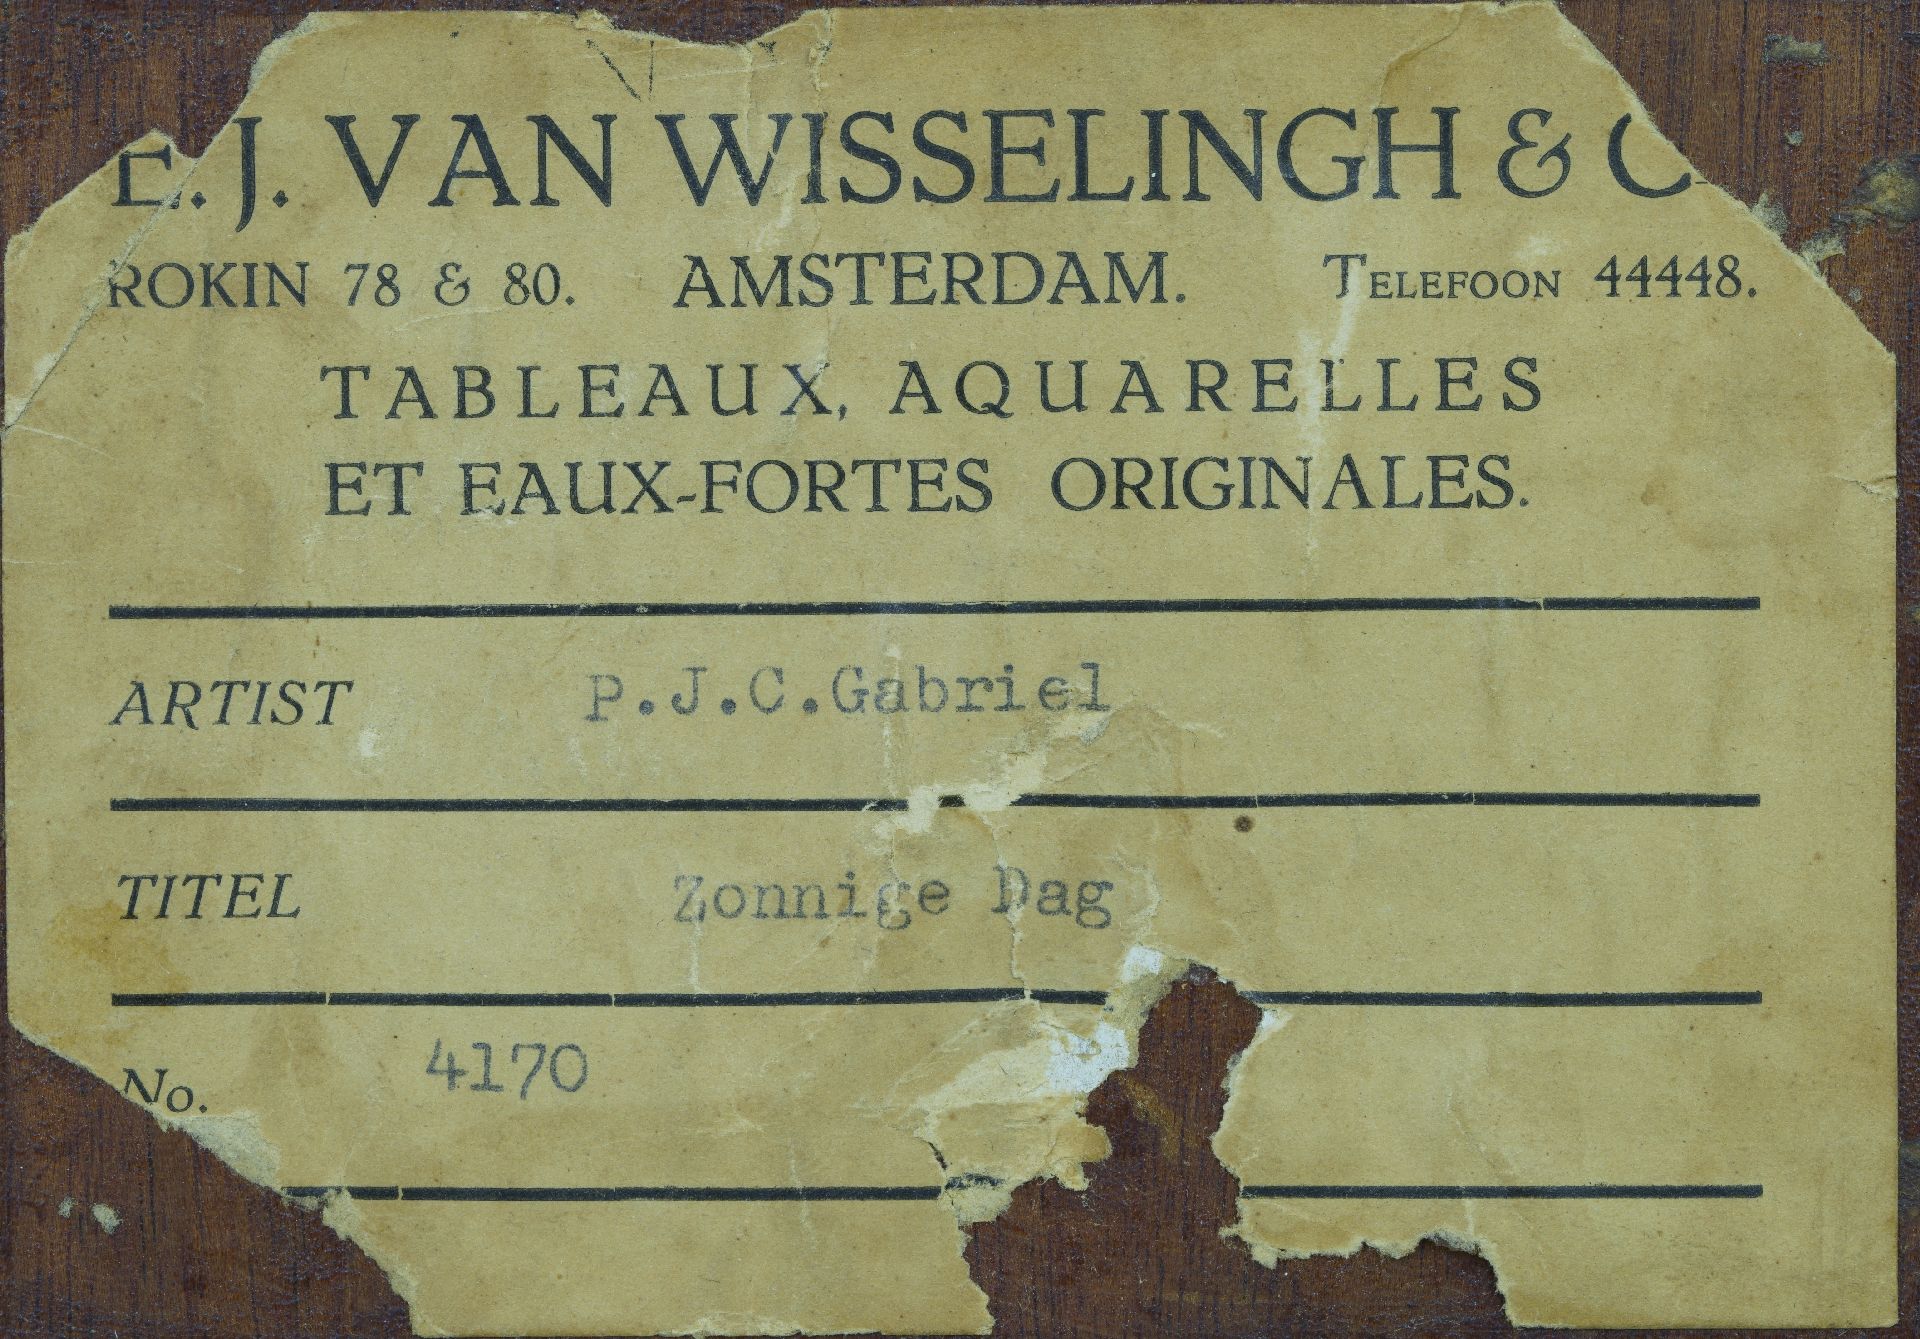 E.J. VAN WISSELINGH & C
ROKIN 78 & 80. AMSTERDAM. TELEFOON 44448.
TABLEAUX, AQUARELLES
ET EAUX-FORTES ORIGINALES.
ARTIST P.J.C.Gabriel
TITEL Zonnige Dag
No. 4170